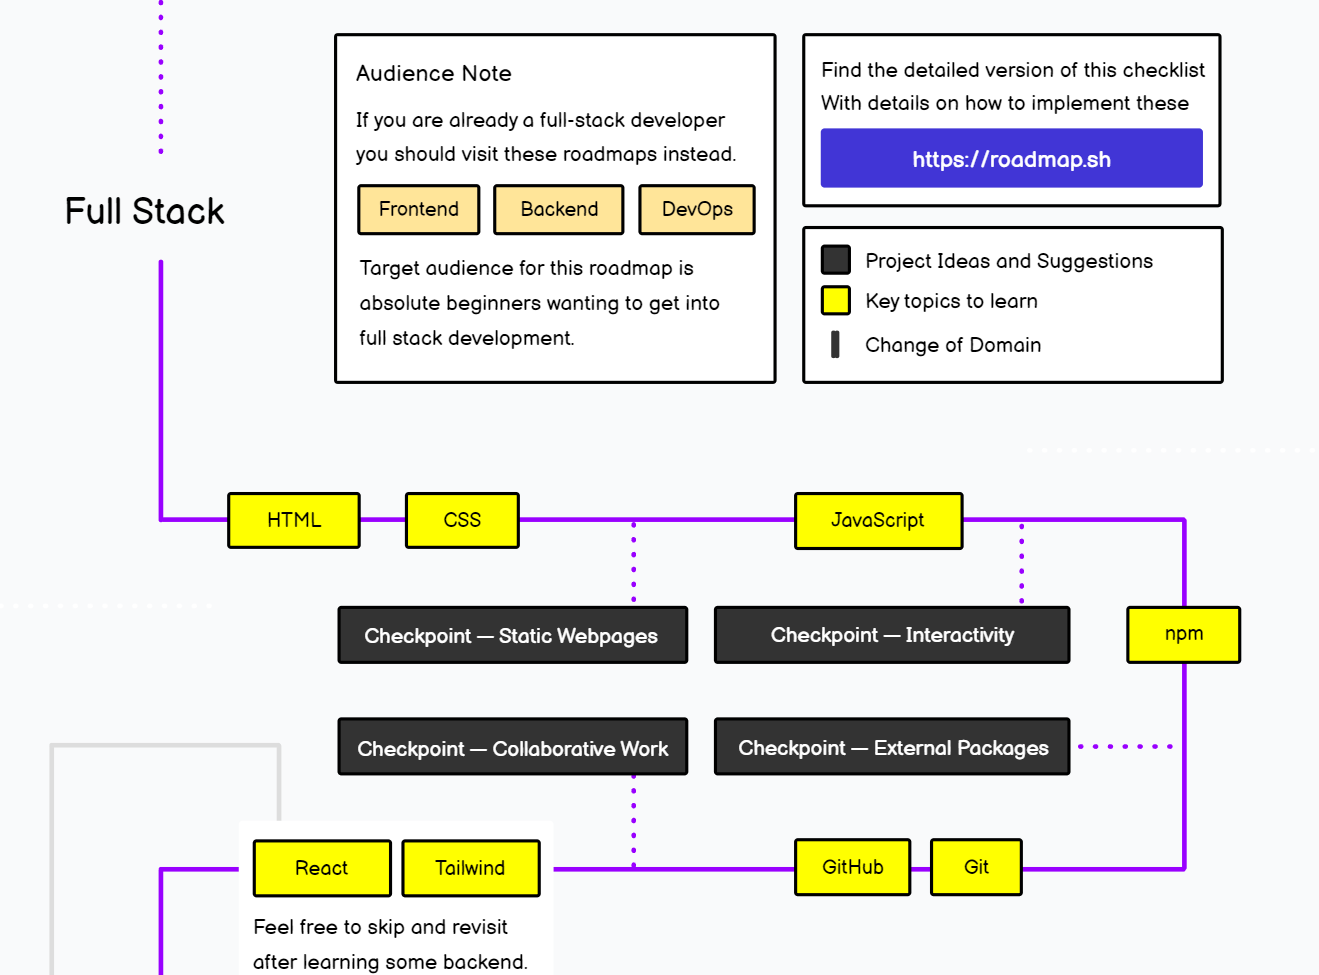 Audience Note
If you are already a full-stack developer
you should visit these roadmaps instead.
Frontend
Backend
DevOps
Target audience for this roadmap is
absolute beginners wanting to get into
full stack development.
Find the detailed version of this checklist
With details on how to implement these
https://roadmap.sh
Project Ideas and Suggestions
Key topics to learn
Change of Domain
Full Stack
HTML
CSS
JavaScript
Checkpoint — Static Webpages
Checkpoint — Interactivity
npm
Checkpoint — Collaborative Work
Checkpoint — External Packages
React
Tailwind
GitHub
Git
Feel free to skip and revisit
after learning some backend.